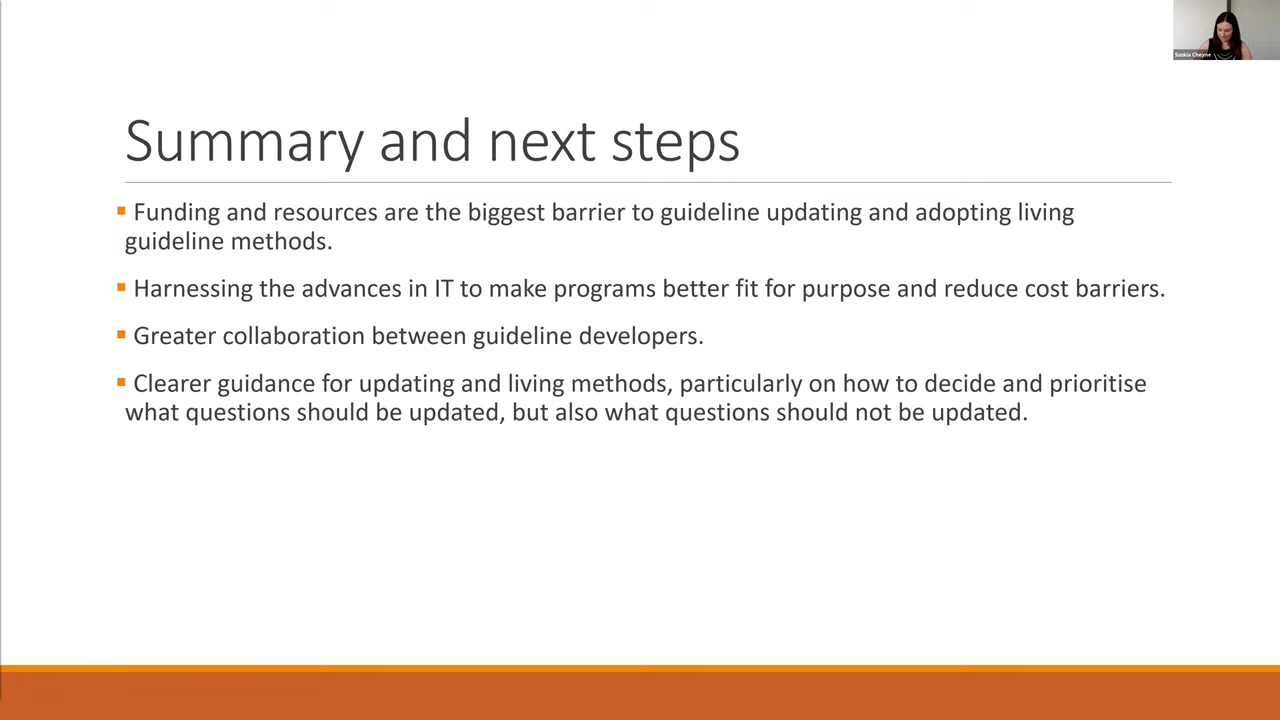 Saskia Cheyne
Summary and next steps
▪ Funding and resources are the biggest barrier to guideline updating and adopting living
guideline methods.
▪ Harnessing the advances in IT to make programs better fit for purpose and reduce cost barriers.
▪ Greater collaboration between guideline developers.
▪ Clearer guidance for updating and living methods, particularly on how to decide and prioritise
what questions should be updated, but also what questions should not be updated.